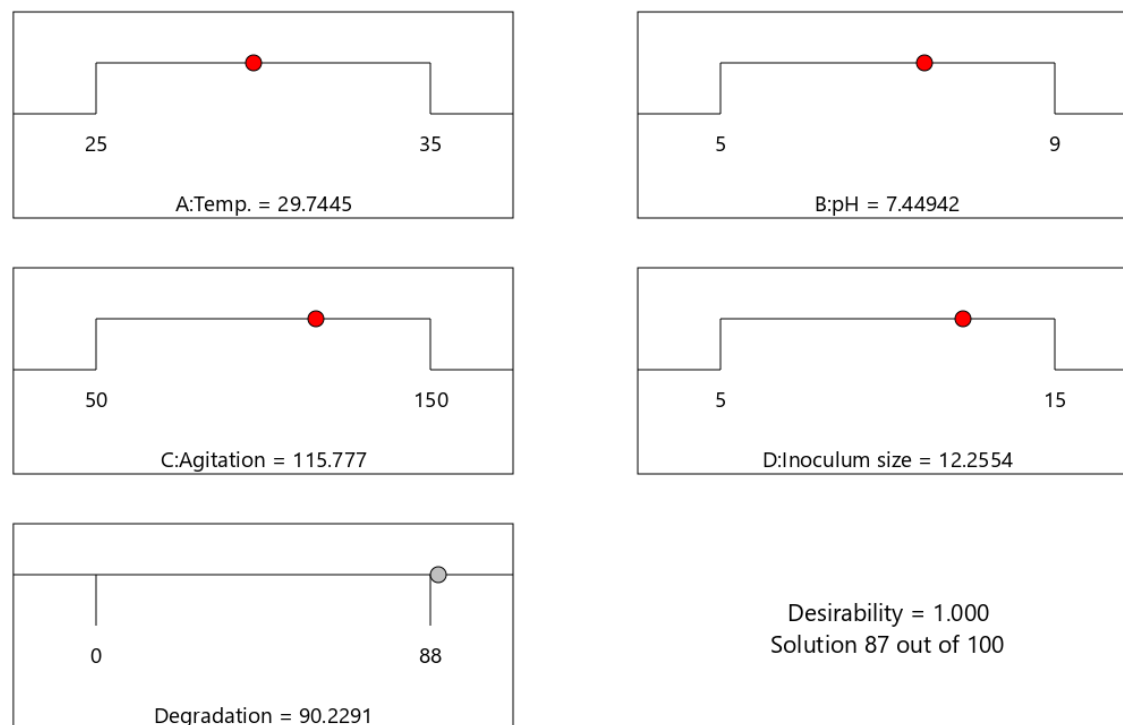 25 35
A:Temp. = 29.7445
5 9
B:pH = 7.44942
50 150
C:Agitation = 115.777
5 15
D:Inoculum size = 12.2554
0 88
Degradation = 90.2291
Desirability = 1.000
Solution 87 out of 100